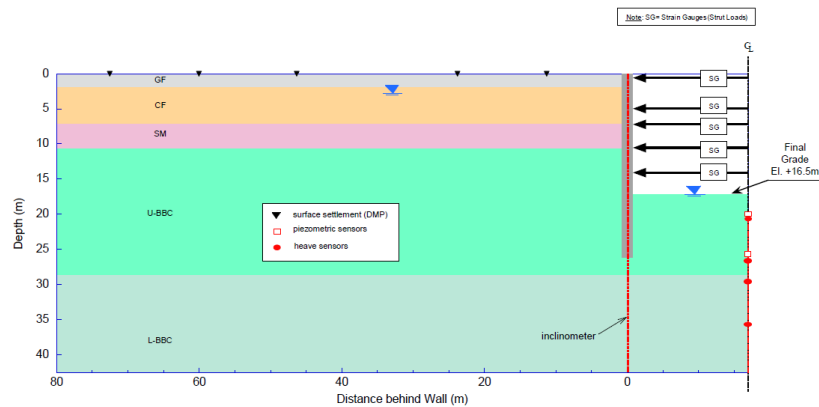 Note: SG= Strain Gauges (Strut Loads)
CL
0
5
10
15
20
25
30
35
40
Depth (m)
GF
CF
SM
U-BBC
L-BBC
SG
SG
SG
SG
SG
Final
Grade
El. +16.5m
surface settlement (DMP)
piezometric sensors
heave sensors
inclinometer
80
60
40
20
0
Distance behind Wall (m)